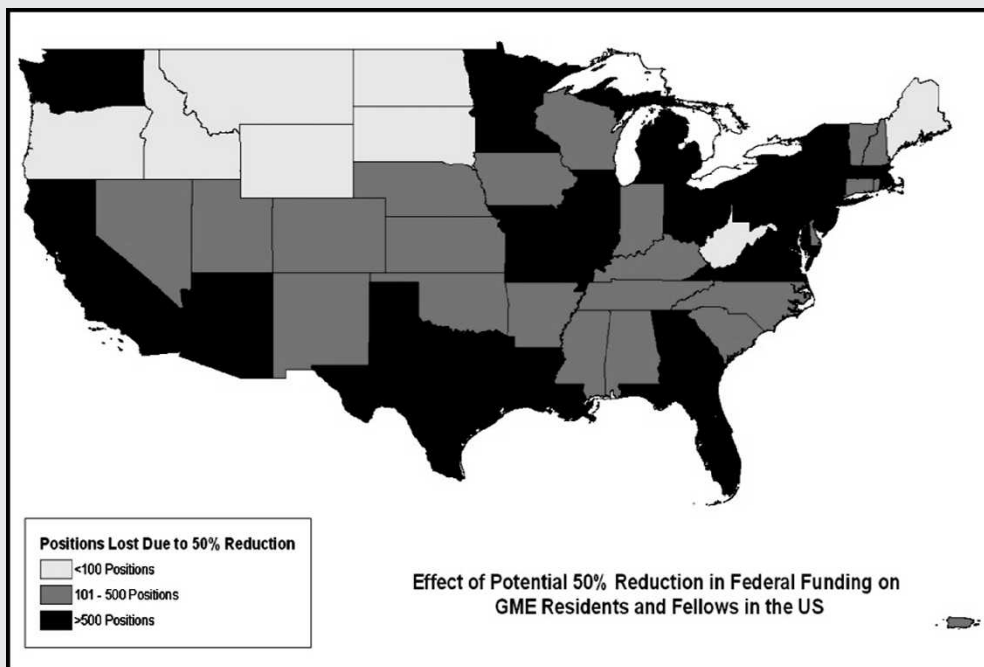 Positions Lost Due to 50% Reduction
<100 Positions
101 - 500 Positions
>500 Positions
Effect of Potential 50% Reduction in Federal Funding on
GME Residents and Fellows in the US